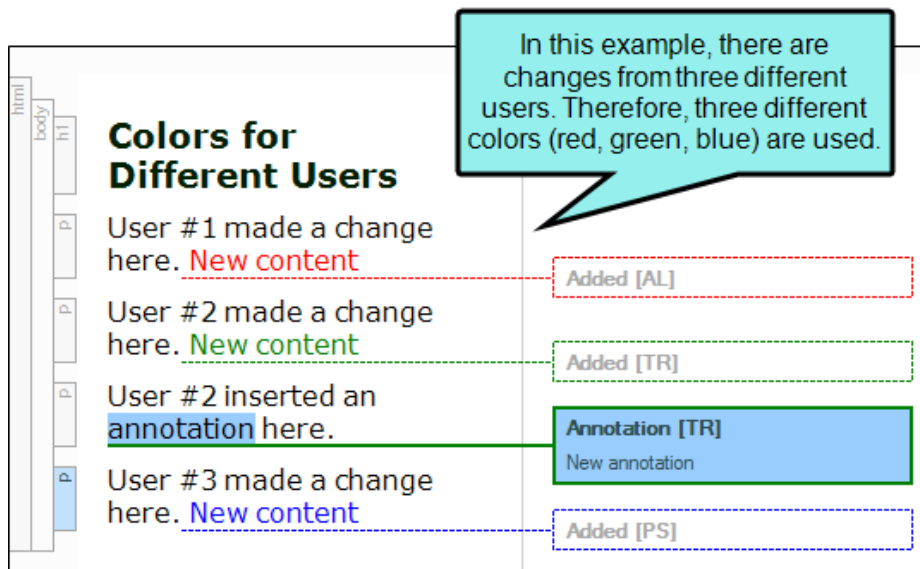 In this example, there are
changes from three different
users. Therefore, three different
colors (red, green, blue) are used.
html
body
h1
Colors for
Different Users
p
User #1 made a change
here. New content
Added [AL]
p
User #2 made a change
here. New content
Added [TR]
p
User #2 inserted an
annotation here.
Annotation [TR]
New annotation
p
User #3 made a change
here. New content
Added [PS]